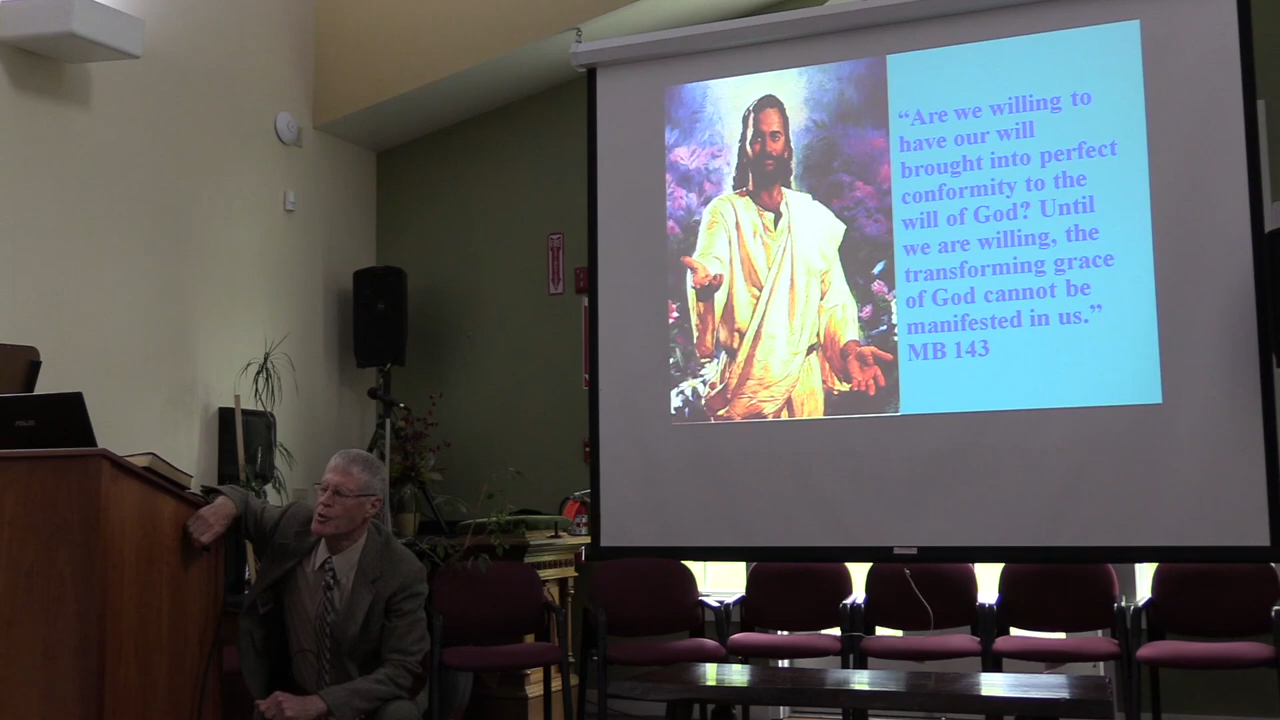 “Are we willing to
have our will
brought into perfect
conformity to the
will of God? Until
we are willing, the
transforming grace
of God cannot be
manifested in us.”
MB 143
ASUS